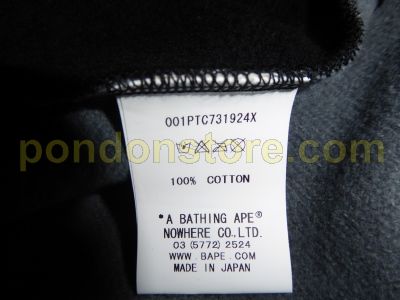 001PTC731924X
pondonstore.com
100% COTTON
"A BATHING APE®
NOWHERE CO., LTD.
03 (5772) 2524
WWW.BAPE.COM
MADE IN JAPAN